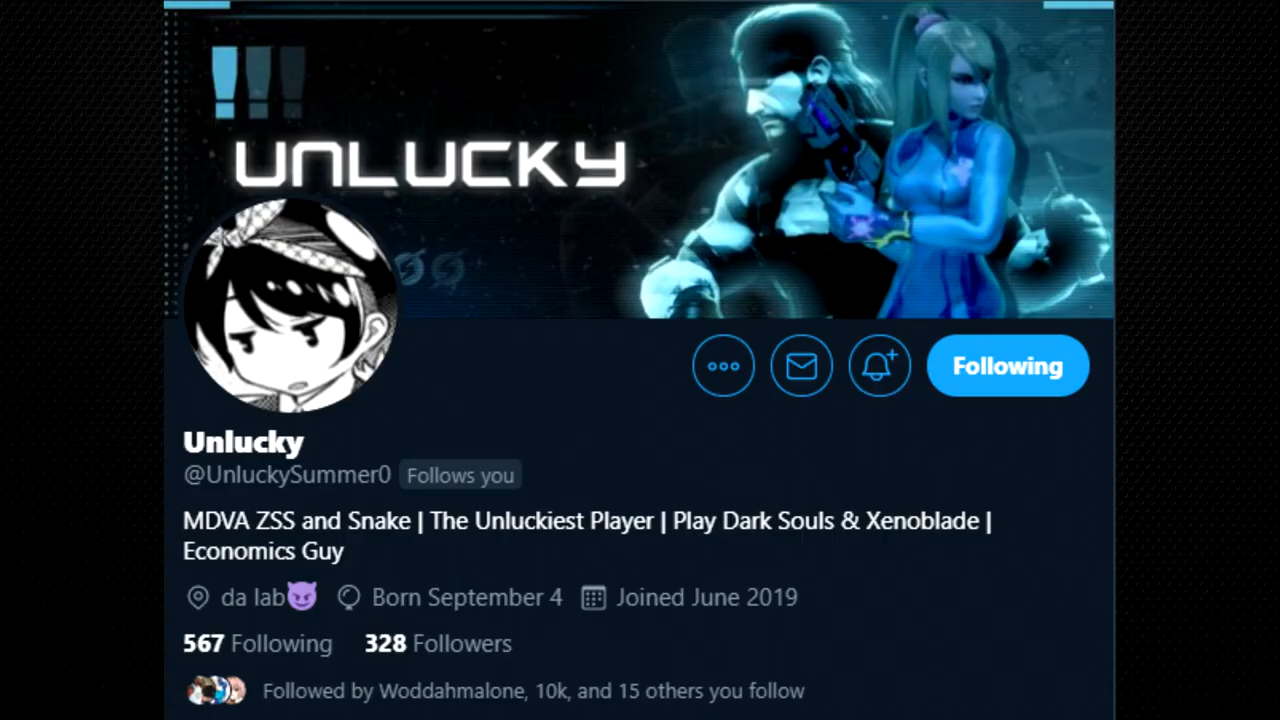 UNLUCKY
Following
Unlucky
@UnluckySummer0 Follows you
MDVA ZSS and Snake | The Unluckiest Player | Play Dark Souls & Xenoblade |
Economics Guy
da lab😈 Born September 4 Joined June 2019
567 Following 328 Followers
Followed by Woddahmalone, 10k, and 15 others you follow